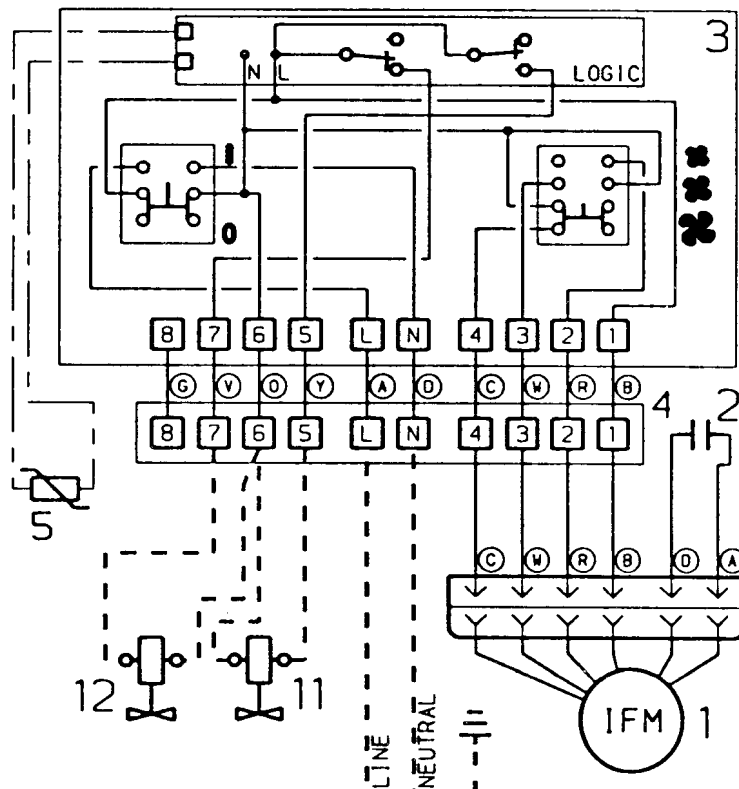 3
N L
LOGIC
I
0
8 7 6 5 L N 4 3 2 1
G V O Y A D C W R B
4 2
8 7 6 5 L N 4 3 2 1
5
C W R B D A
12 11
IFM 1
LINE
NEUTRAL